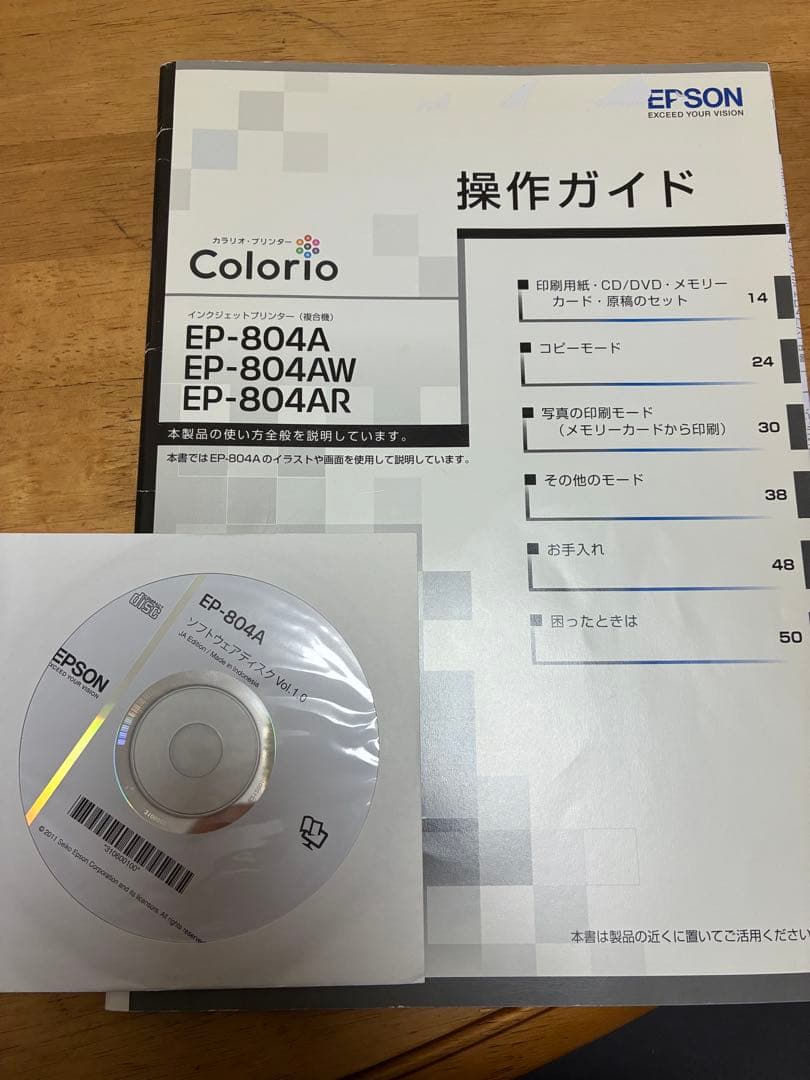 EPSON
EXCEED YOUR VISION
操作ガイド
カラリオ・プリンター
Colorio
インクジェットプリンター（複合機）
EP-804A
EP-804AW
EP-804AR
本製品の使い方全般を説明しています。
本書ではEP-804Aのイラストや画面を使用して説明しています。
■ 印刷用紙・CD/DVD・メモリー
カード・原稿のセット 14
■ コピーモード 24
■ 写真の印刷モード
（メモリーカードから印刷） 30
■ その他のモード 38
■ お手入れ 48
■ 困ったときは 50
本書は製品の近くに置いてご活用ください
COMPACT
disc
EP-804A
ソフトウェアディスク Vol.1.0
JA Edition / Made in Indonesia
EPSON
EXCEED YOUR VISION
*310600100*
© 2011 Seiko Epson Corporation and its licensors. All rights reserved